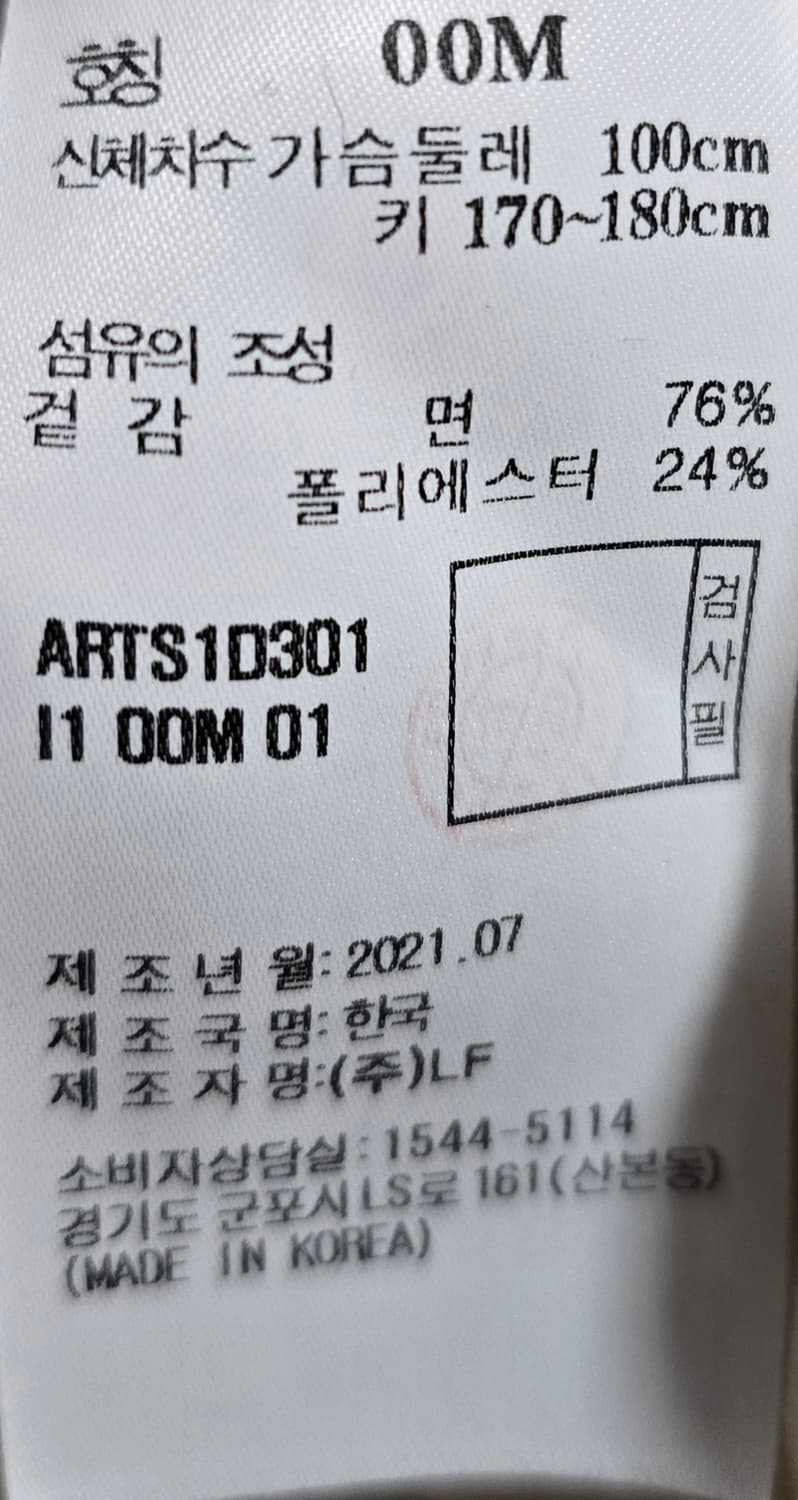 호칭 00M
신체치수 가슴둘레 100cm
키 170~180cm
섬유의 조성
겉 감 면 76%
폴리에스터 24%
검사필
ARTS1D301
I1 00M 01
제 조 년 월: 2021.07
제 조 국 명: 한국
제 조 자 명:(주)LF
소비자상담실: 1544-5114
경기도 군포시 LS로 161(산본동)
(MADE IN KOREA)